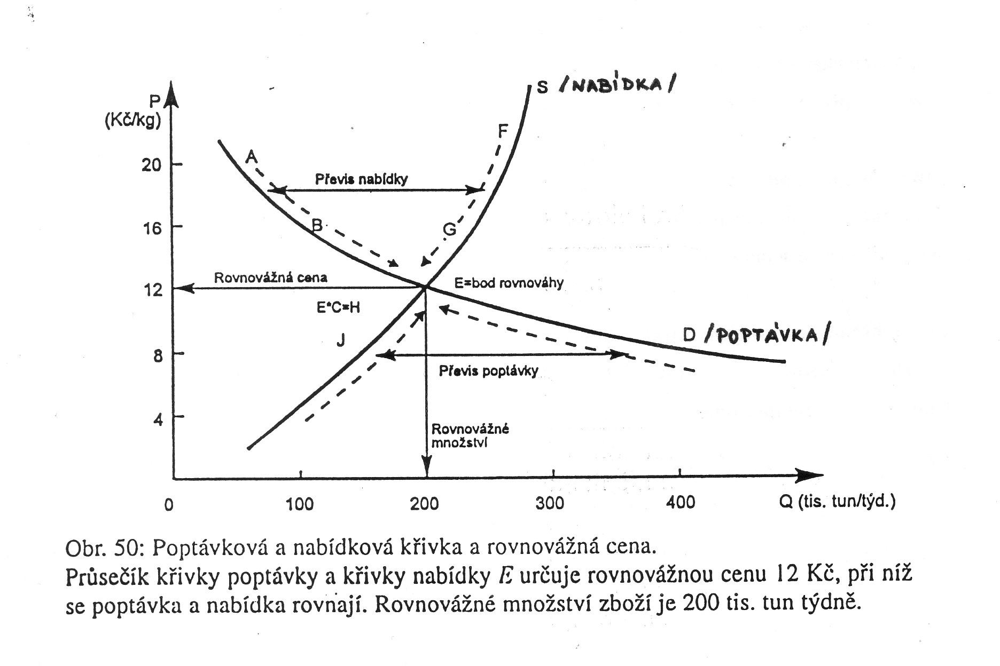 S /NABÍDKA/
P
(Kč/kg)
F
A
20
Převis nabídky
16
B
G
Rovnovážná cena
12
E=bod rovnováhy
E*C=H
J
D /POPTÁVKA/
8
Převis poptávky
4
Rovnovážné
množství
0 100 200 300 400 Q (tis. tun/týd.)
Obr. 50: Poptávková a nabídková křivka a rovnovážná cena.
Průsečík křivky poptávky a křivky nabídky E určuje rovnovážnou cenu 12 Kč, při níž
se poptávka a nabídka rovnají. Rovnovážné množství zboží je 200 tis. tun týdně.